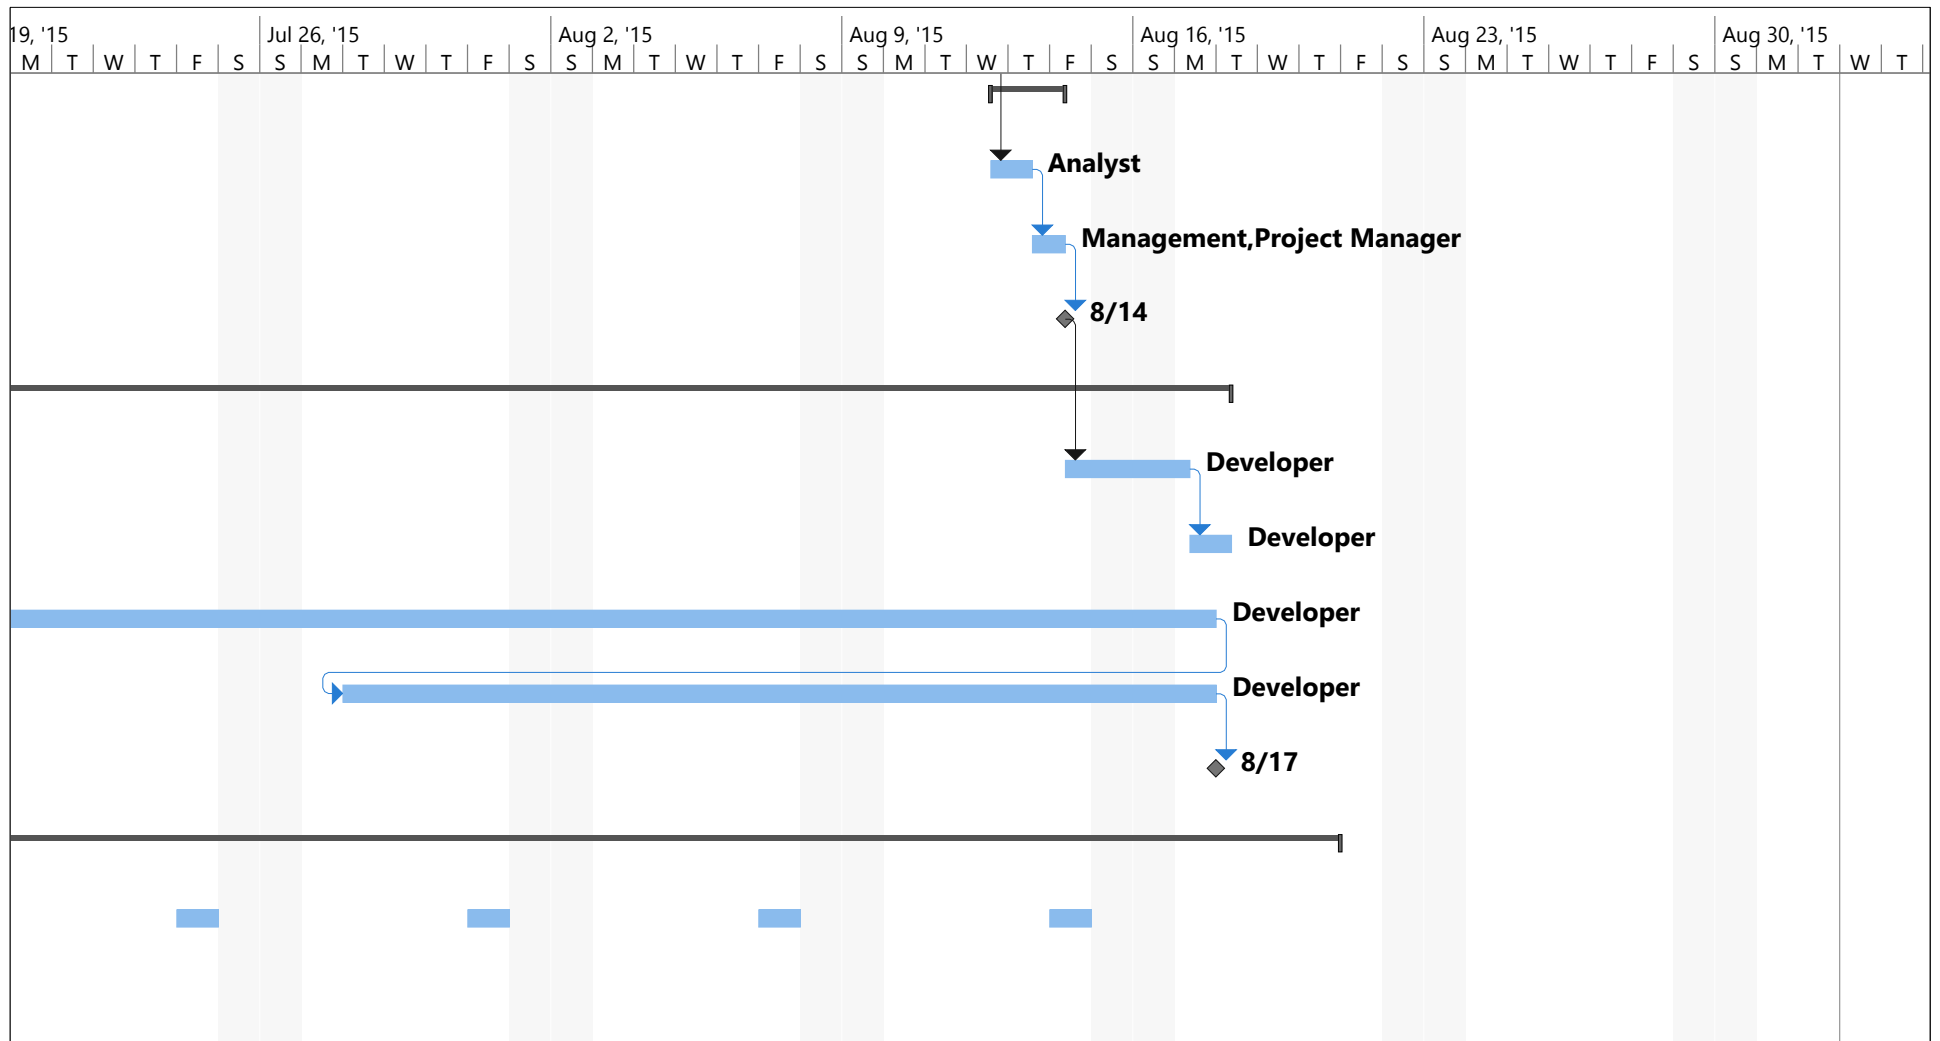 19, '15 Jul 26, '15 Aug 2, '15 Aug 9, '15 Aug 16, '15 Aug 23, '15 Aug 30, '15
M T W T F S S M T W T F S S M T W T F S S M T W T F S S M T W T F S S M T W T F S S M T W T
Analyst
Management,Project Manager
8/14
Developer
Developer
Developer
Developer
8/17